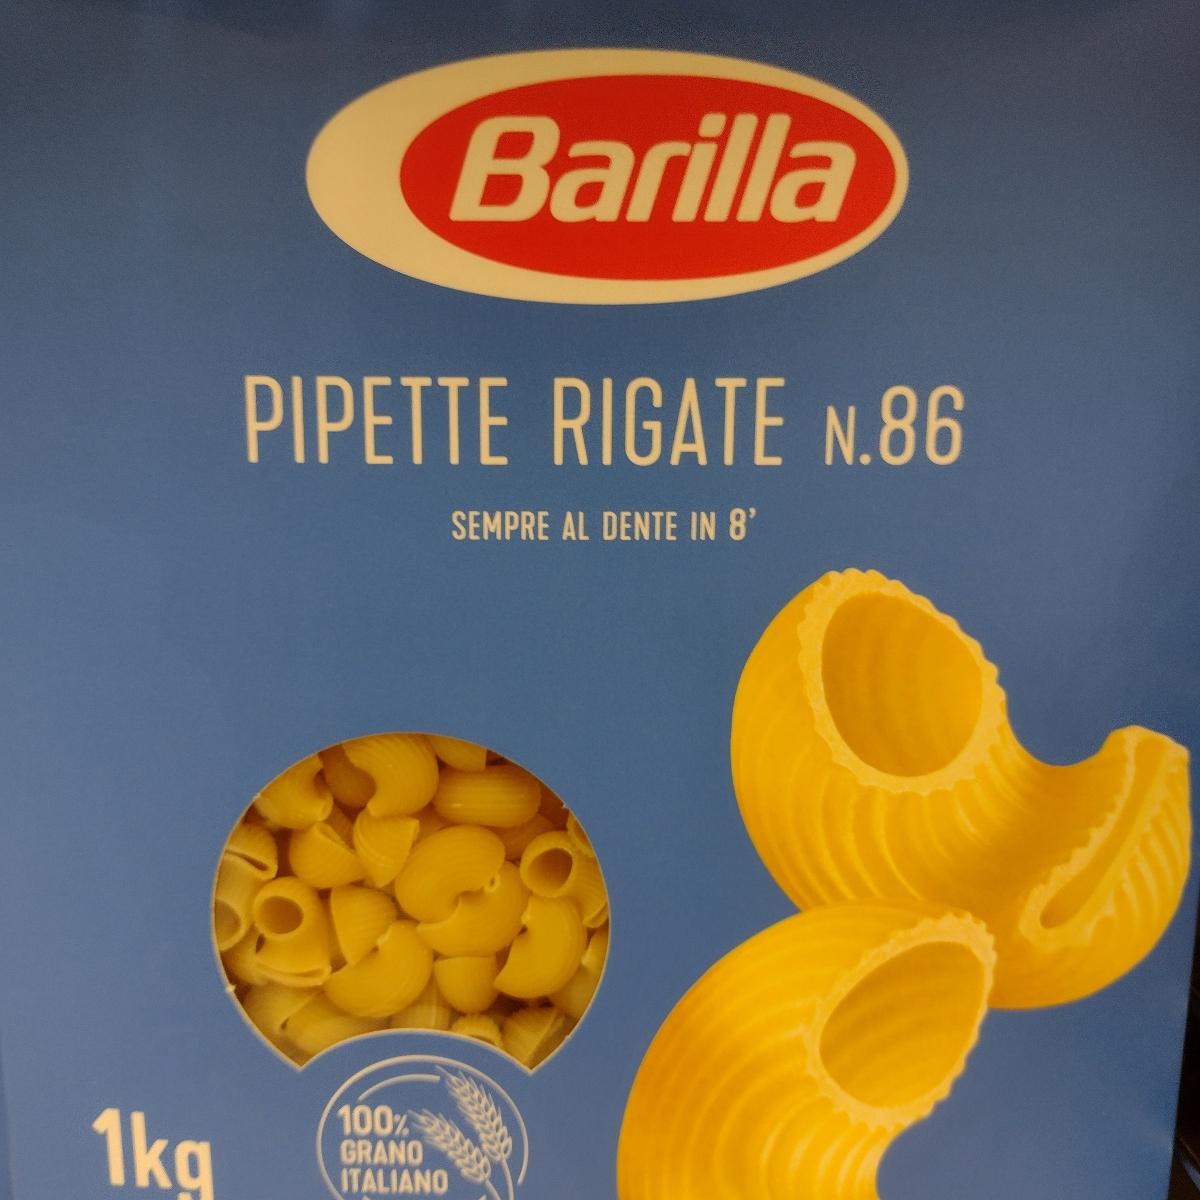 Barilla
PIPETTE RIGATE N.86
SEMPRE AL DENTE IN 8’
1kg
100%
GRANO
ITALIANO